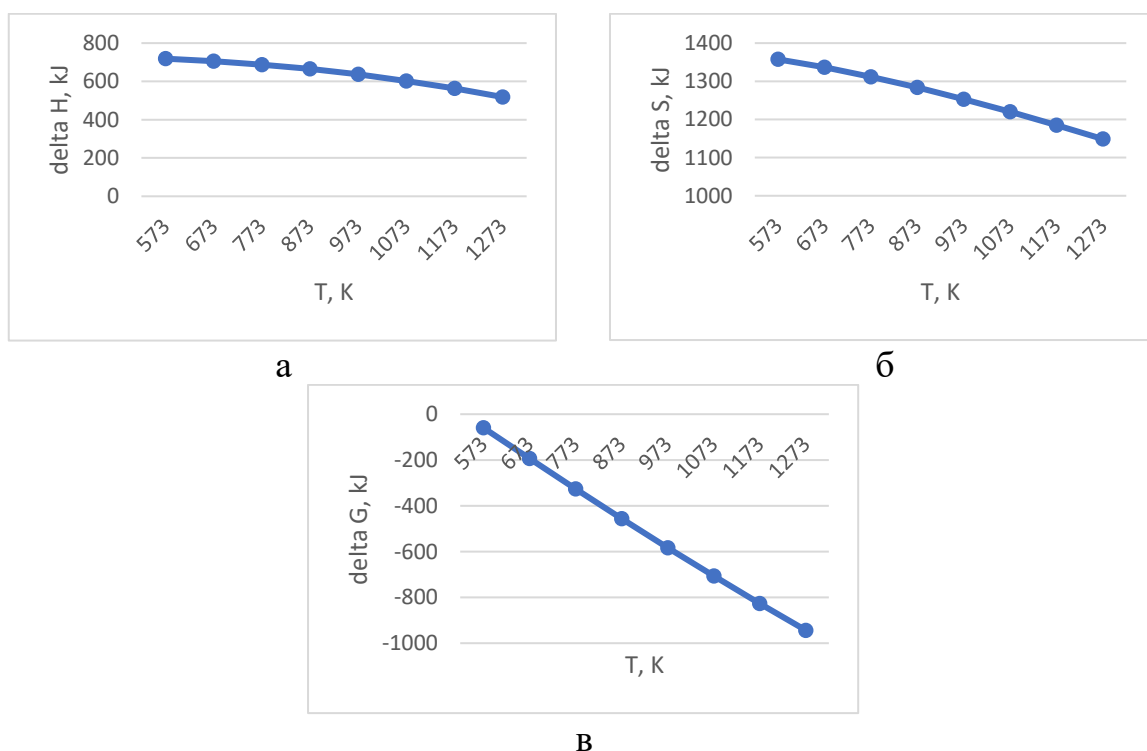 800
600
400
200
0
delta H, kJ
573 673 773 873 973 1073 1173 1273
T, K
а
1400
1300
1200
1100
1000
delta S, kJ
573 673 773 873 973 1073 1173 1273
T, K
б
0
-200
-400
-600
-800
-1000
delta G, kJ
573 673 773 873 973 1073 1173 1273
T, K
в